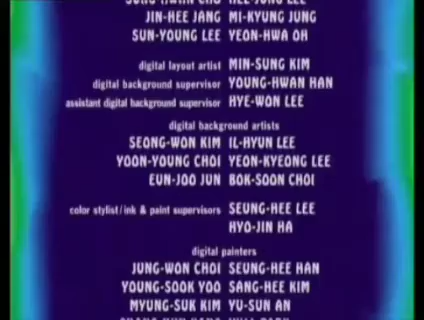 JIN-HEE JANG MI-KYUNG JUNG
SUN-YOUNG LEE YEON-HWA OH
digital layout artist MIN-SUNG KIM
digital background supervisor YOUNG-HWAN HAN
assistant digital background supervisor HYE-WON LEE
digital background artists
SEONG-WON KIM IL-HYUN LEE
YOON-YOUNG CHOI YEON-KYEONG LEE
EUN-JOO JUN BOK-SOON CHOI
color stylist/ink & paint supervisors SEUNG-HEE LEE
HYO-JIN HA
digital painters
JUNG-WON CHOI SEUNG-HEE HAN
YOUNG-SOOK YOO SANG-HEE KIM
MYUNG-SUK KIM YU-SUN AN